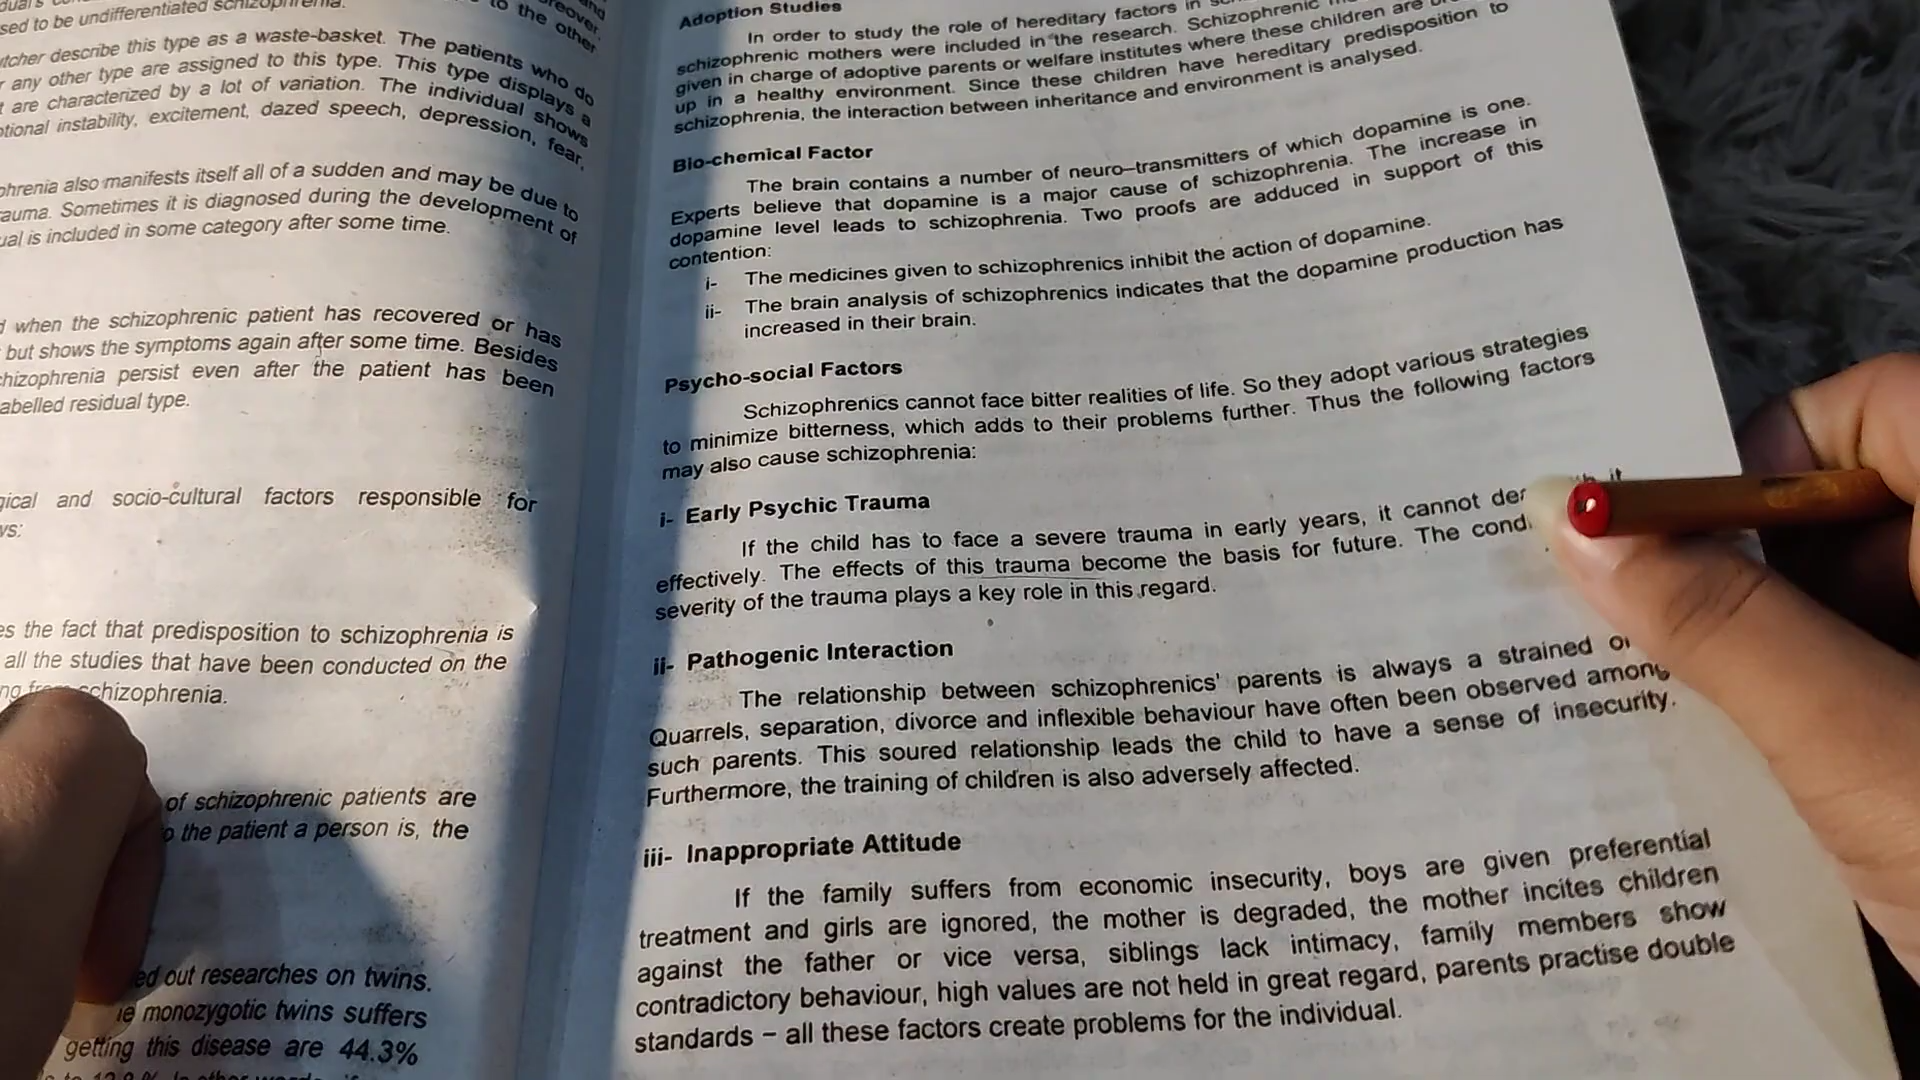 sed to be undifferentiated schizophrenia.
to the other
describe this type as a waste-basket. The patients who do
any other type are assigned to this type. This type displays a
are characterized by a lot of variation. The individual shows
instability, excitement, dazed speech, depression, fear,
also manifests itself all of a sudden and may be due to
Sometimes it is diagnosed during the development of
is included in some category after some time.
when the schizophrenic patient has recovered or has
but shows the symptoms again after some time. Besides
persist even after the patient has been
residual type.
and socio-cultural factors responsible for
the fact that predisposition to schizophrenia is
all the studies that have been conducted on the
schizophrenia.
of schizophrenic patients are
the patient a person is, the
out researches on twins.
monozygotic twins suffers
getting this disease are 44.3%
Adoption Studies
In order to study the role of hereditary factors in
schizophrenic mothers were included in the research. Schizophrenic
given in charge of adoptive parents or welfare institutes where these children are
up in a healthy environment. Since these children have hereditary predisposition to
schizophrenia, the interaction between inheritance and environment is analysed.
Bio-chemical Factor
The brain contains a number of neuro–transmitters of which dopamine is one.
Experts believe that dopamine is a major cause of schizophrenia. The increase in
dopamine level leads to schizophrenia. Two proofs are adduced in support of this
contention:
i- The medicines given to schizophrenics inhibit the action of dopamine.
ii- The brain analysis of schizophrenics indicates that the dopamine production has
increased in their brain.
Psycho-social Factors
Schizophrenics cannot face bitter realities of life. So they adopt various strategies
to minimize bitterness, which adds to their problems further. Thus the following factors
may also cause schizophrenia:
i- Early Psychic Trauma
If the child has to face a severe trauma in early years, it cannot it
effectively. The effects of this trauma become the basis for future. The
severity of the trauma plays a key role in this regard.
ii- Pathogenic Interaction
The relationship between schizophrenics' parents is always a strained
Quarrels, separation, divorce and inflexible behaviour have often been observed among
such parents. This soured relationship leads the child to have a sense of insecurity.
Furthermore, the training of children is also adversely affected.
iii- Inappropriate Attitude
If the family suffers from economic insecurity, boys are given preferential
treatment and girls are ignored, the mother is degraded, the mother incites children
against the father or vice versa, siblings lack intimacy, family members show
contradictory behaviour, high values are not held in great regard, parents practise double
standards – all these factors create problems for the individual.